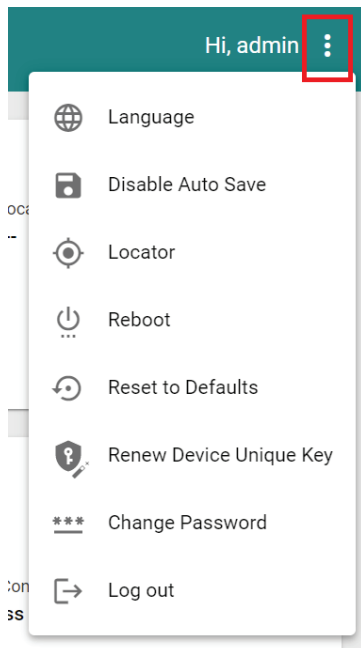 Hi, admin
Language
Disable Auto Save
Locator
Reboot
Reset to Defaults
Renew Device Unique Key
Change Password
Log out